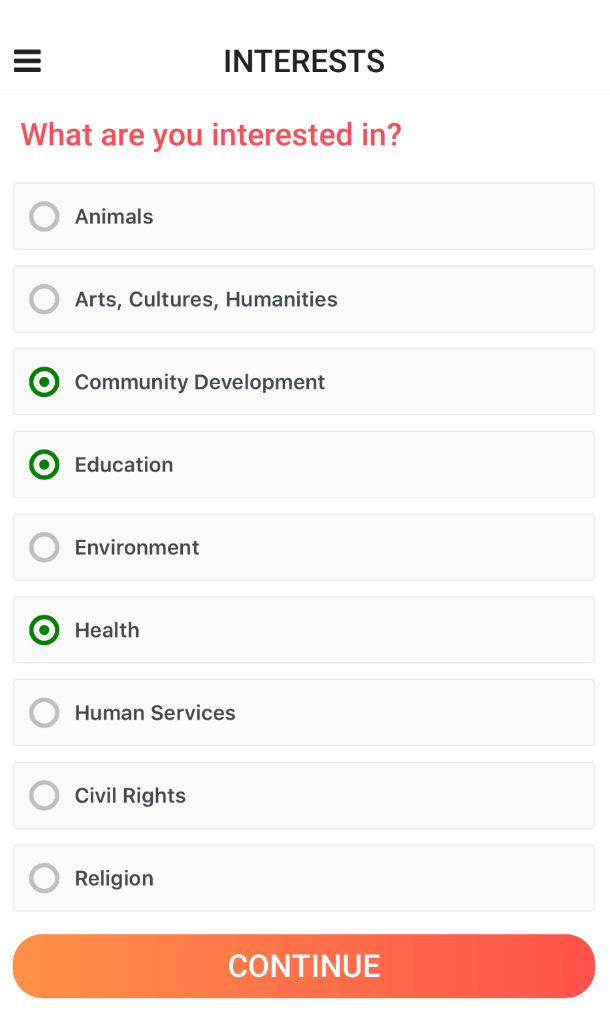 INTERESTS
What are you interested in?
Animals
Arts, Cultures, Humanities
Community Development
Education
Environment
Health
Human Services
Civil Rights
Religion
CONTINUE